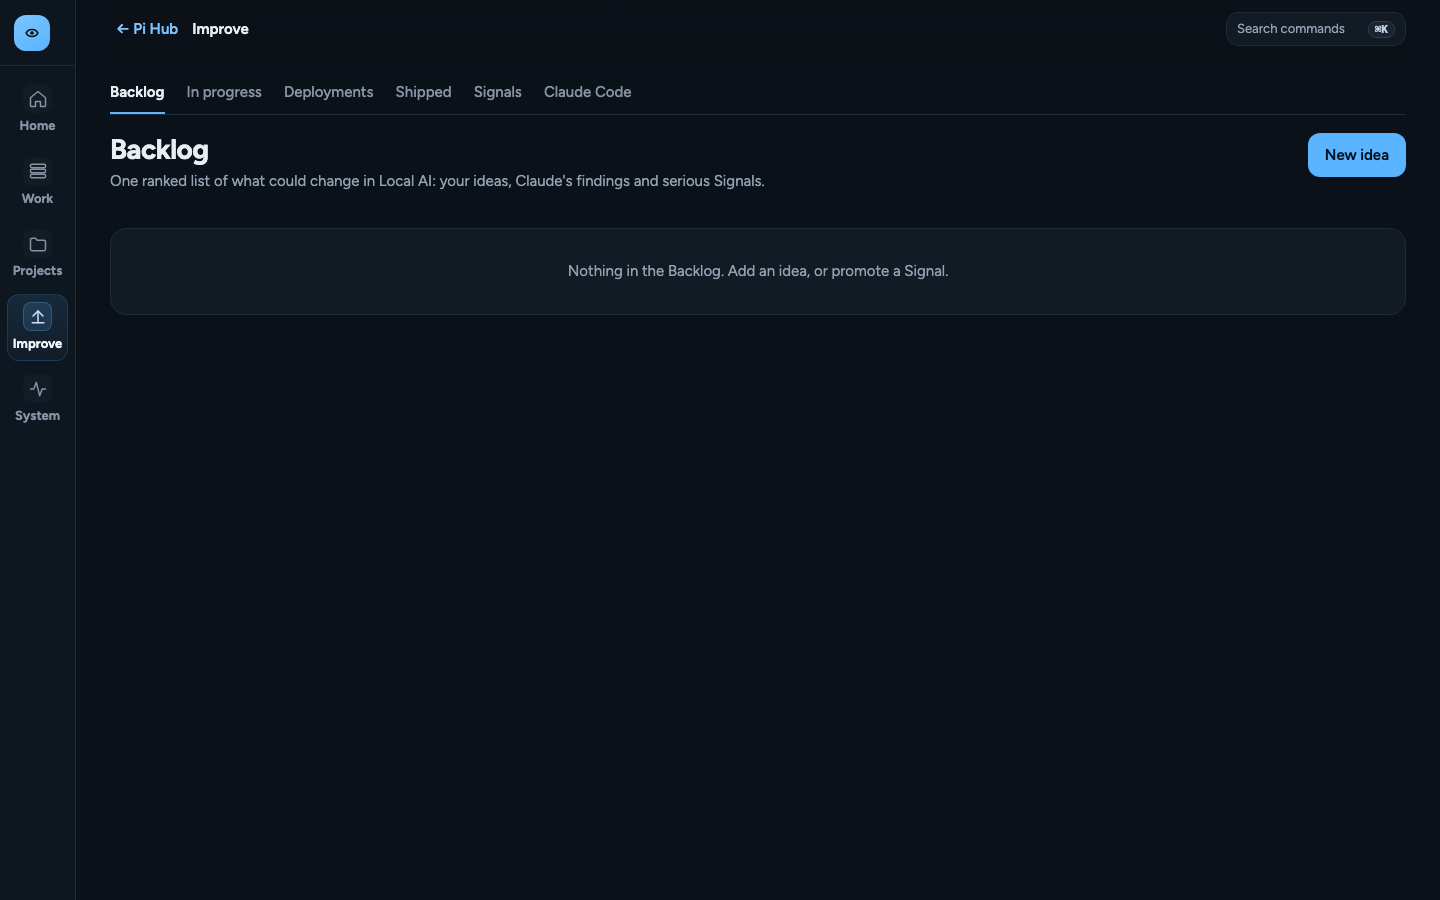 ← Pi Hub Improve
Search commands ⌘K
Home
Work
Projects
Improve
System
Backlog In progress Deployments Shipped Signals Claude Code
Backlog
New idea
One ranked list of what could change in Local AI: your ideas, Claude's findings and serious Signals.
Nothing in the Backlog. Add an idea, or promote a Signal.